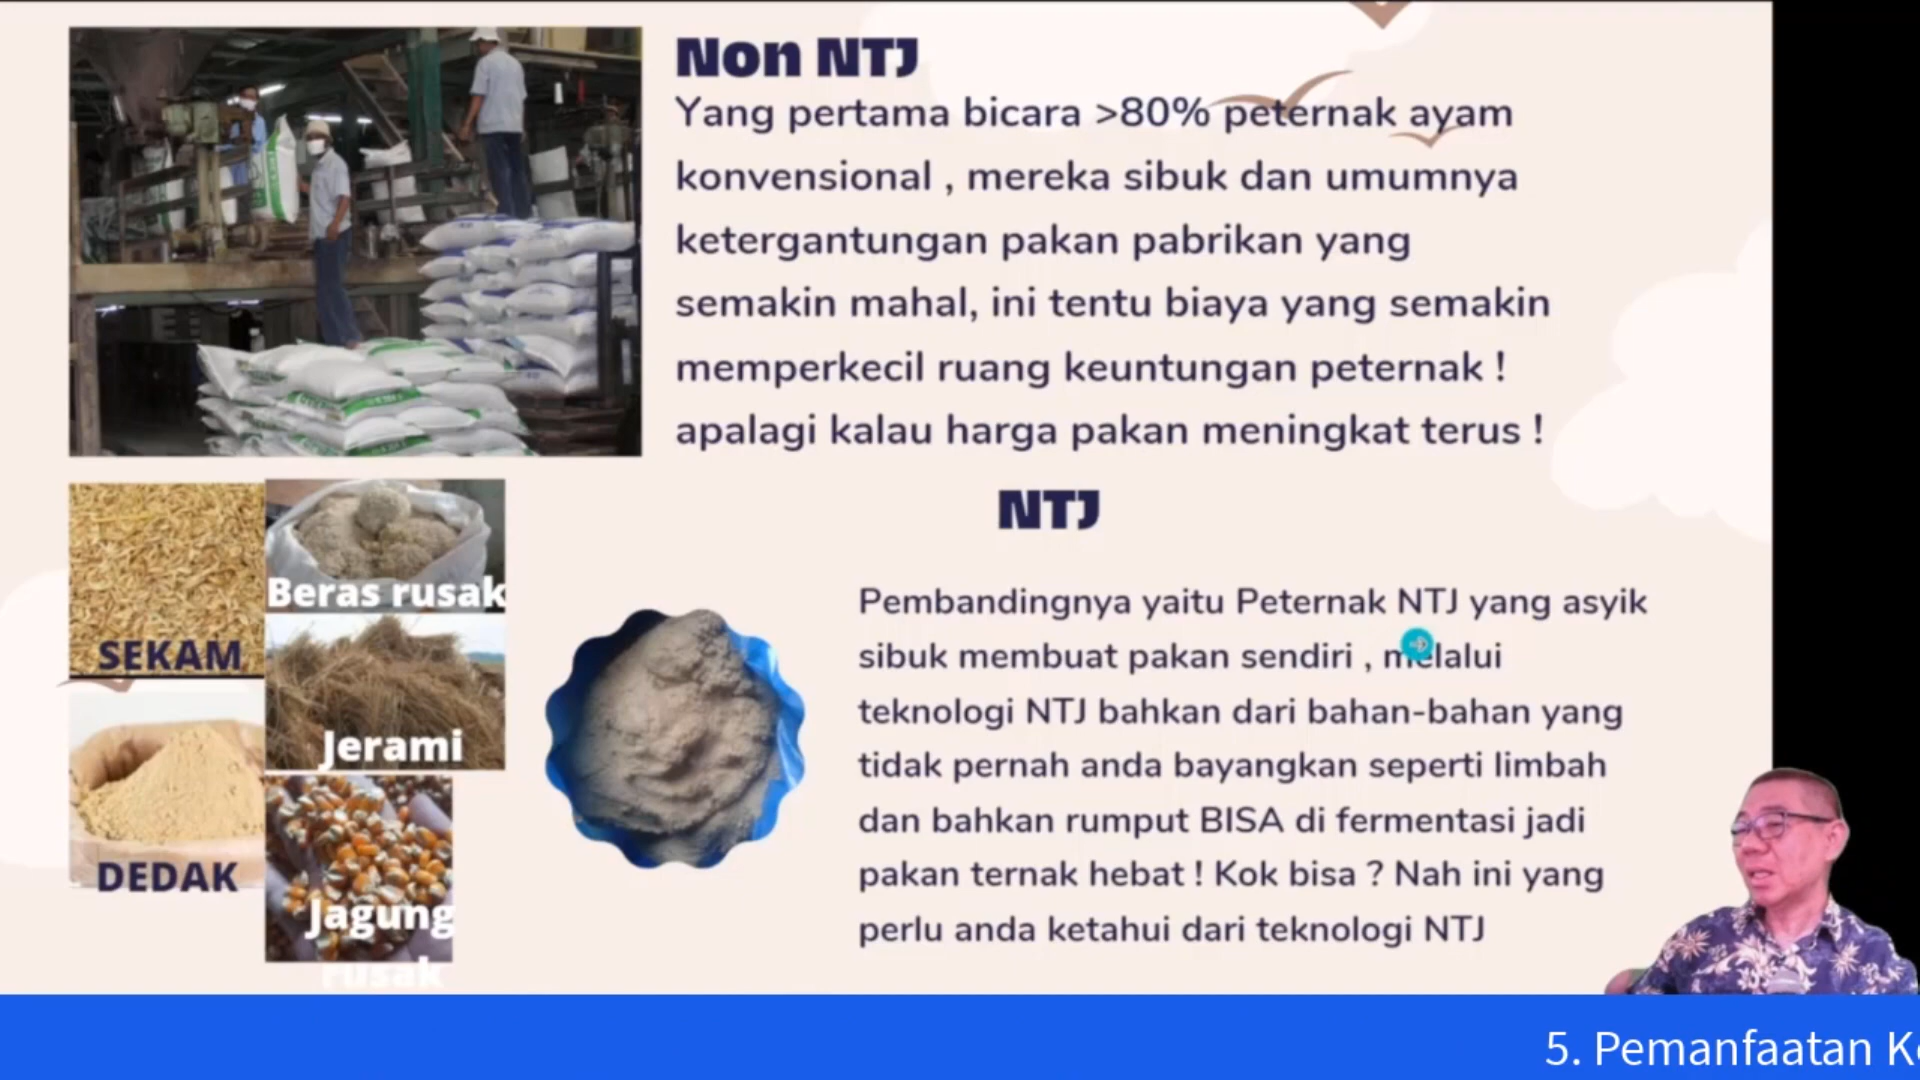 Non NTJ
Yang pertama bicara >80% peternak ayam
konvensional , mereka sibuk dan umumnya
ketergantungan pakan pabrikan yang
semakin mahal, ini tentu biaya yang semakin
memperkecil ruang keuntungan peternak !
apalagi kalau harga pakan meningkat terus !
SEKAM
Beras rusak
Jerami
DEDAK
Jagung
rusak
NTJ
Pembandingnya yaitu Peternak NTJ yang asyik
sibuk membuat pakan sendiri , melalui
teknologi NTJ bahkan dari bahan-bahan yang
tidak pernah anda bayangkan seperti limbah
dan bahkan rumput BISA di fermentasi jadi
pakan ternak hebat ! Kok bisa ? Nah ini yang
perlu anda ketahui dari teknologi NTJ
5. Pemanfaatan